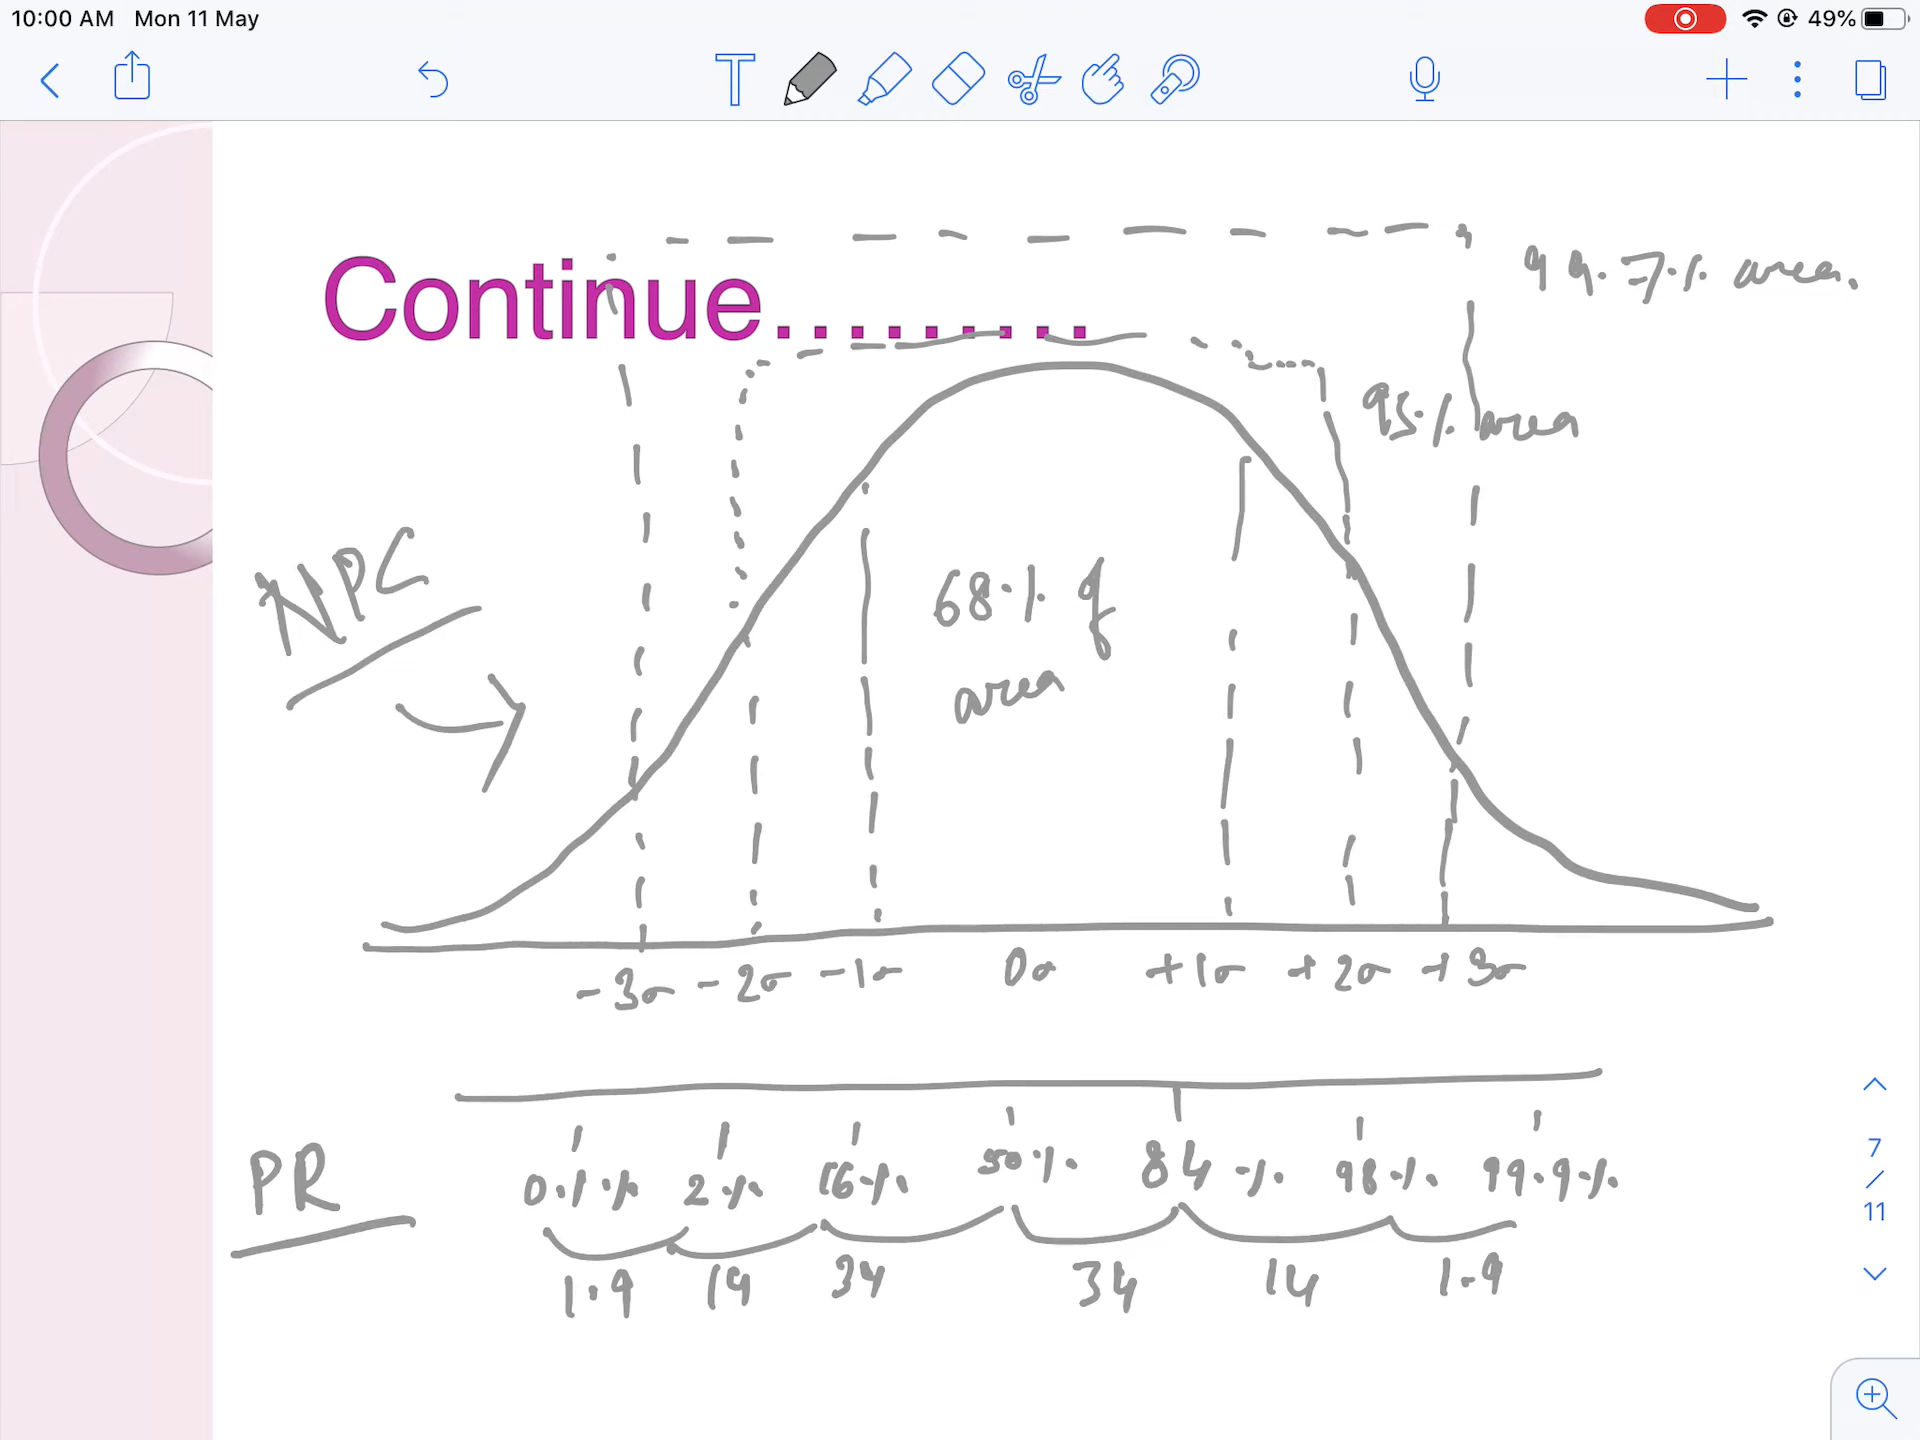 10:00 AM Mon 11 May
49%
Continue.........
99.7% area.
95% area
NPC
68% of
area
-3σ -2σ -1σ 0σ +1σ +2σ +3σ
PR
0.1% 2% 16% 50% 84% 98% 99.9%
1.9 14 34 34 14 1.9
7
/
11